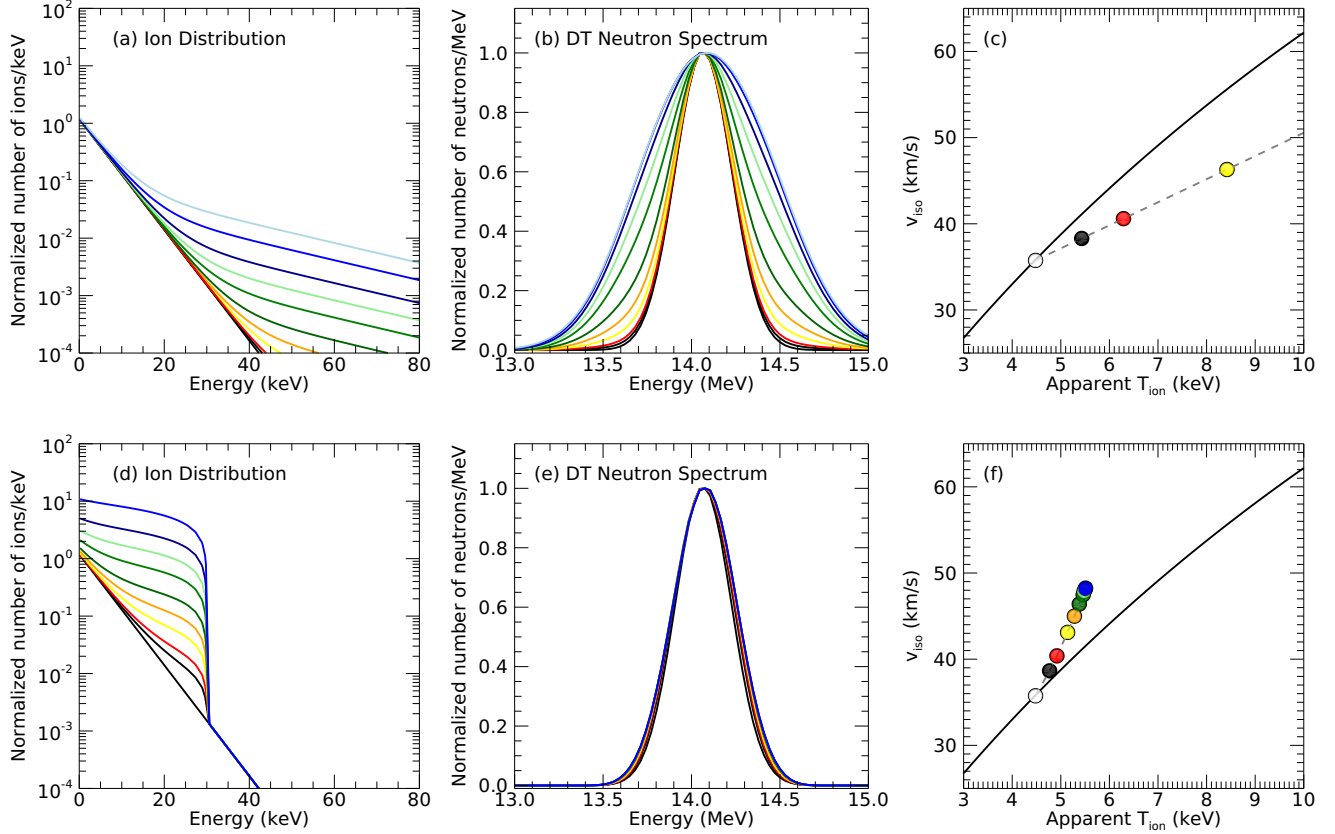 (a) Ion Distribution
Normalized number of ions/keV
10²
10¹
10⁰
10⁻¹
10⁻²
10⁻³
10⁻⁴
0 20 40 60 80
Energy (keV)
(b) DT Neutron Spectrum
Normalized number of neutrons/MeV
1.0
0.8
0.6
0.4
0.2
0.0
13.0 13.5 14.0 14.5 15.0
Energy (MeV)
(c)
v_iso (km/s)
60
50
40
30
3 4 5 6 7 8 9 10
Apparent T_ion (keV)
(d) Ion Distribution
Normalized number of ions/keV
10²
10¹
10⁰
10⁻¹
10⁻²
10⁻³
10⁻⁴
0 20 40 60 80
Energy (keV)
(e) DT Neutron Spectrum
Normalized number of neutrons/MeV
1.0
0.8
0.6
0.4
0.2
0.0
13.0 13.5 14.0 14.5 15.0
Energy (MeV)
(f)
v_iso (km/s)
60
50
40
30
3 4 5 6 7 8 9 10
Apparent T_ion (keV)